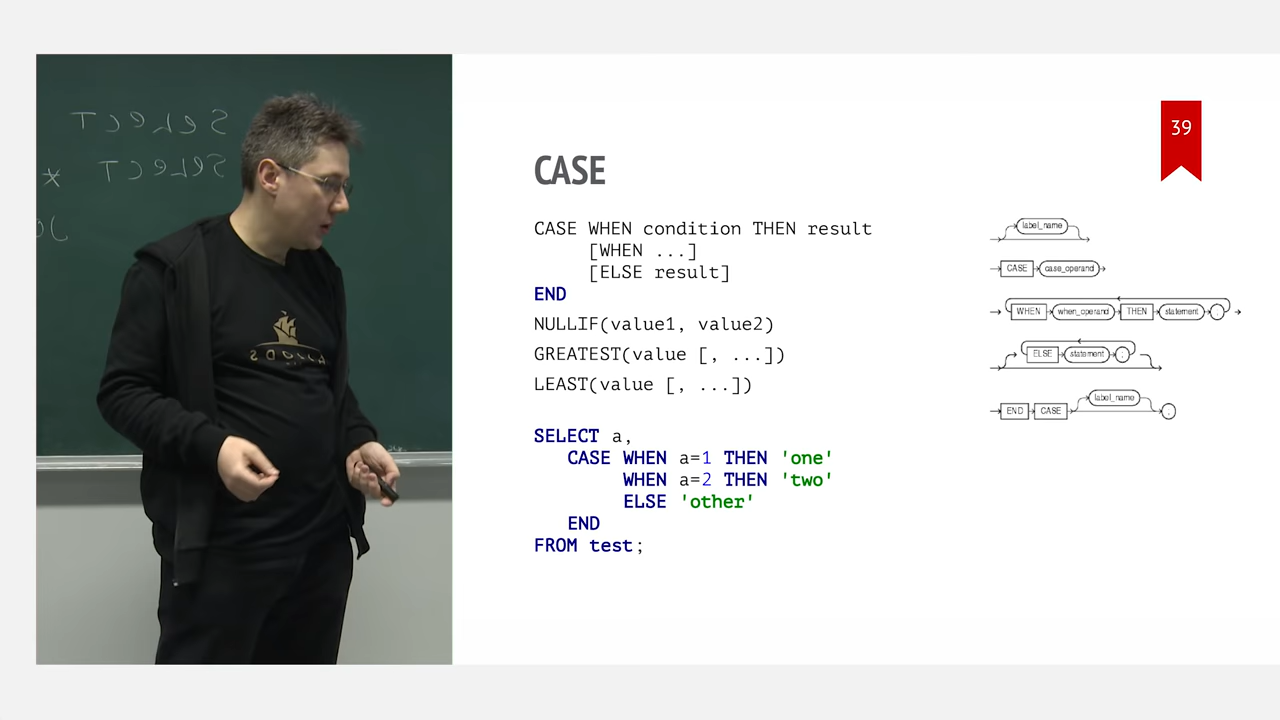 SELECT
SELECT
*
39
CASE
CASE WHEN condition THEN result
[WHEN ...]
[ELSE result]
END
NULLIF(value1, value2)
GREATEST(value [, ...])
LEAST(value [, ...])
SELECT a,
CASE WHEN a=1 THEN 'one'
WHEN a=2 THEN 'two'
ELSE 'other'
END
FROM test;
label_name
CASE case_operand
WHEN when_operand THEN statement ;
ELSE statement ;
END CASE label_name ;